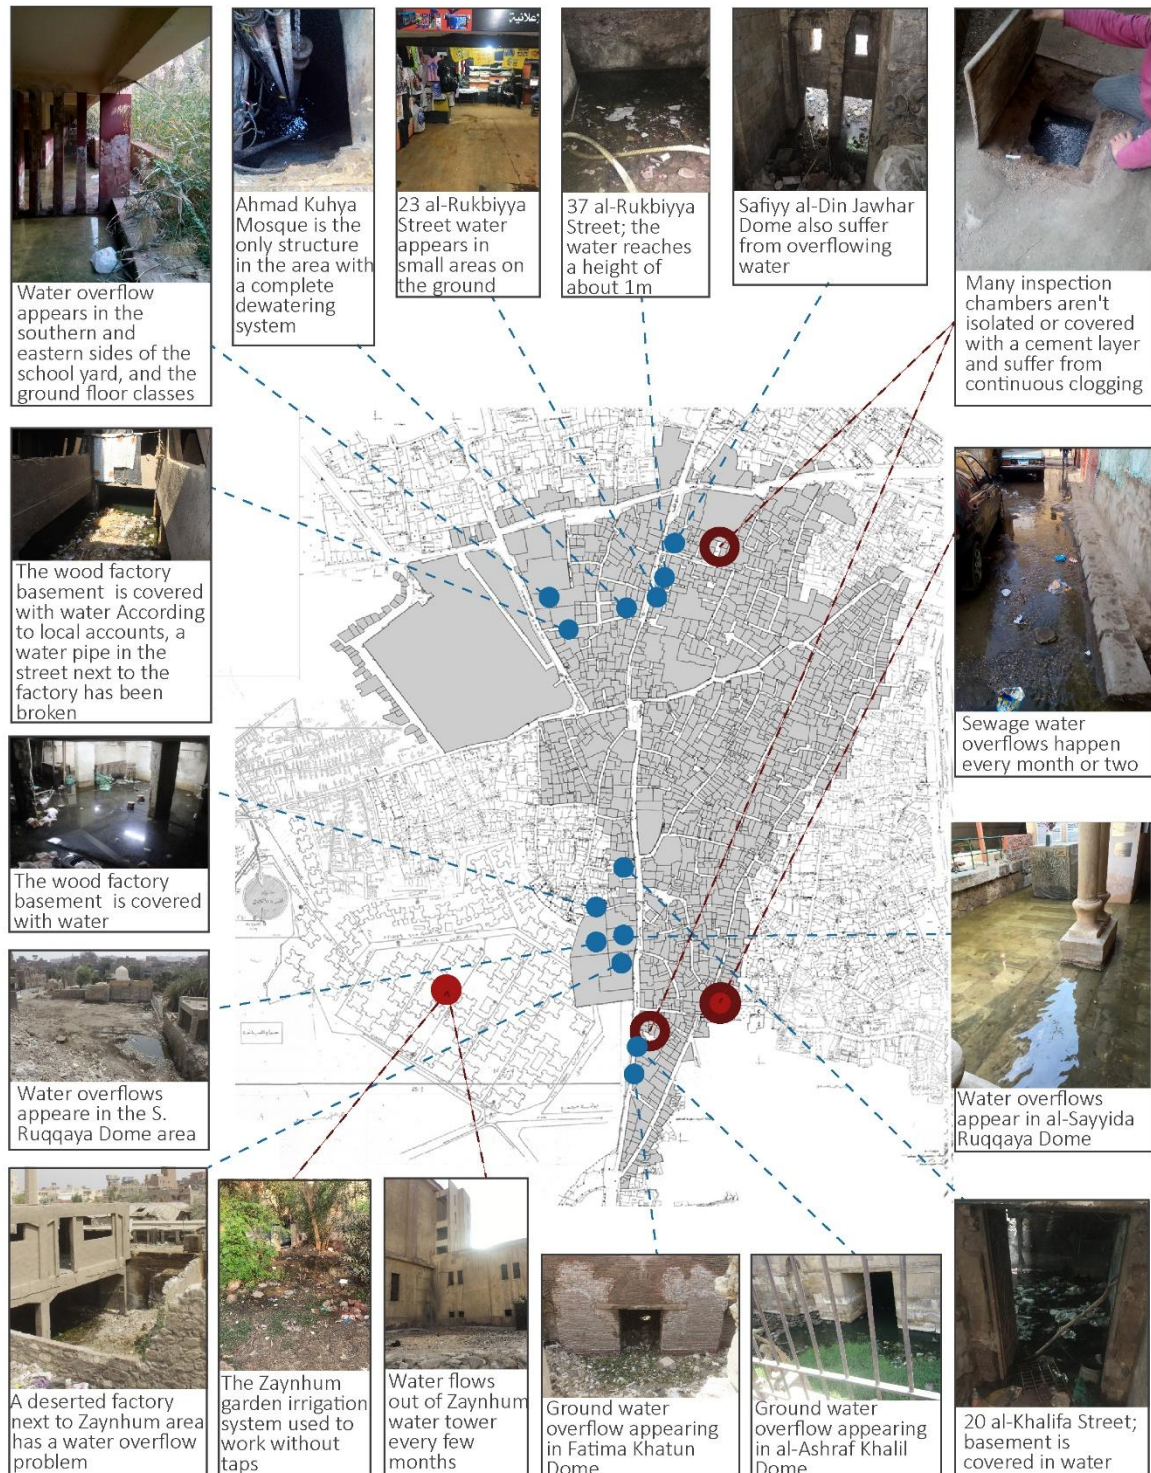 إعلانية
Ahmad Kuhya
Mosque is the
only structure
in the area with
a complete
dewatering
system
23 al-Rukbiyya
Street water
appears in
small areas on
the ground
37 al-Rukbiyya
Street; the
water reaches
a height of
about 1m
Safiyy al-Din Jawhar
Dome also suffer
from overflowing
water
Many inspection
chambers aren't
isolated or covered
with a cement layer
and suffer from
continuous clogging
Water overflow
appears in the
southern and
eastern sides of the
school yard, and the
ground floor classes
The wood factory
basement is covered
with water According
to local accounts, a
water pipe in the
street next to the
factory has been
broken
Sewage water
overflows happen
every month or two
The wood factory
basement is covered
with water
Water overflows
appeare in the S.
Ruqqaya Dome area
Water overflows
appear in al-Sayyida
Ruqqaya Dome
A deserted factory
next to Zaynhum area
has a water overflow
problem
The Zaynhum
garden irrigation
system used to
work without
taps
Water flows
out of Zaynhum
water tower
every few
months
Ground water
overflow appearing
in Fatima Khatun
Dome
Ground water
overflow appearing
in al-Ashraf Khalil
Dome
20 al-Khalifa Street;
basement is
covered in water